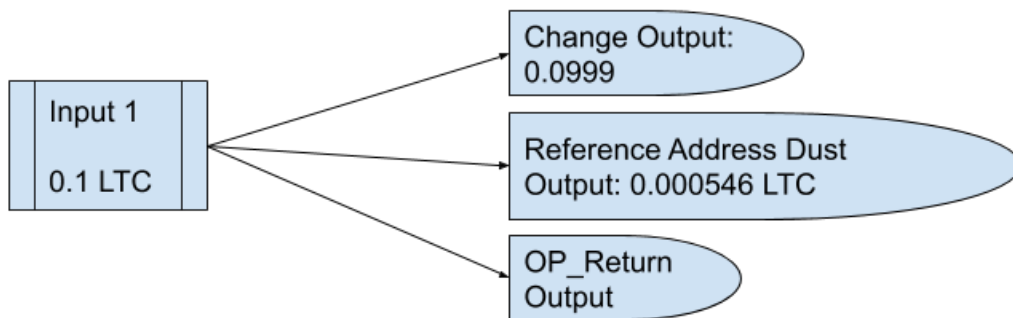 Input 1
0.1 LTC
Change Output:
0.0999
Reference Address Dust
Output: 0.000546 LTC
OP_Return
Output